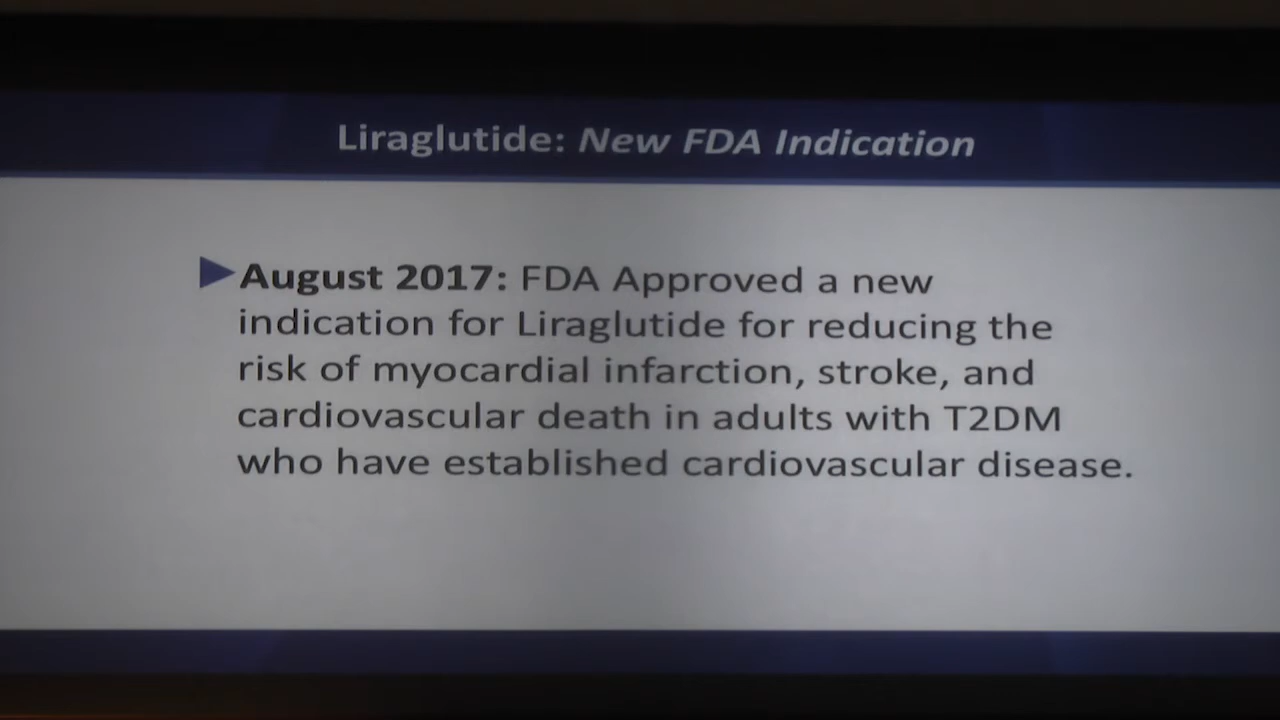 Liraglutide: New FDA Indication
August 2017: FDA Approved a new
indication for Liraglutide for reducing the
risk of myocardial infarction, stroke, and
cardiovascular death in adults with T2DM
who have established cardiovascular disease.